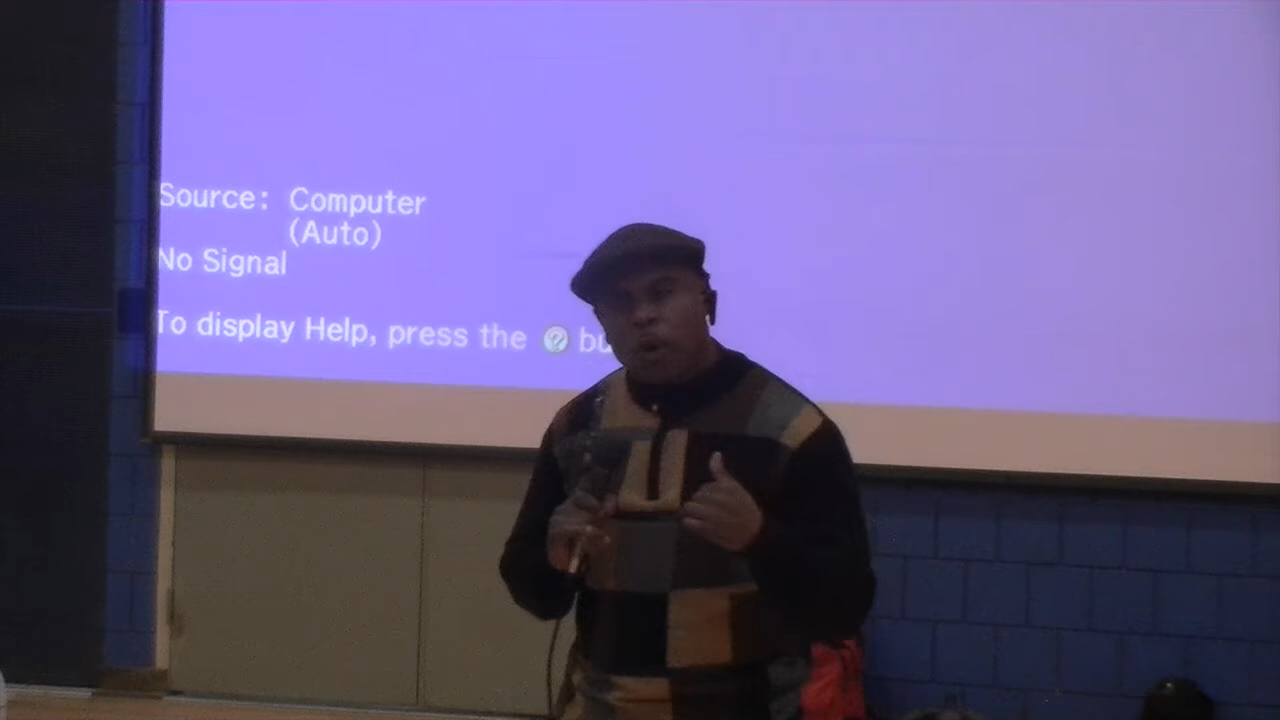 Source: Computer
(Auto)
No Signal
To display Help, press the